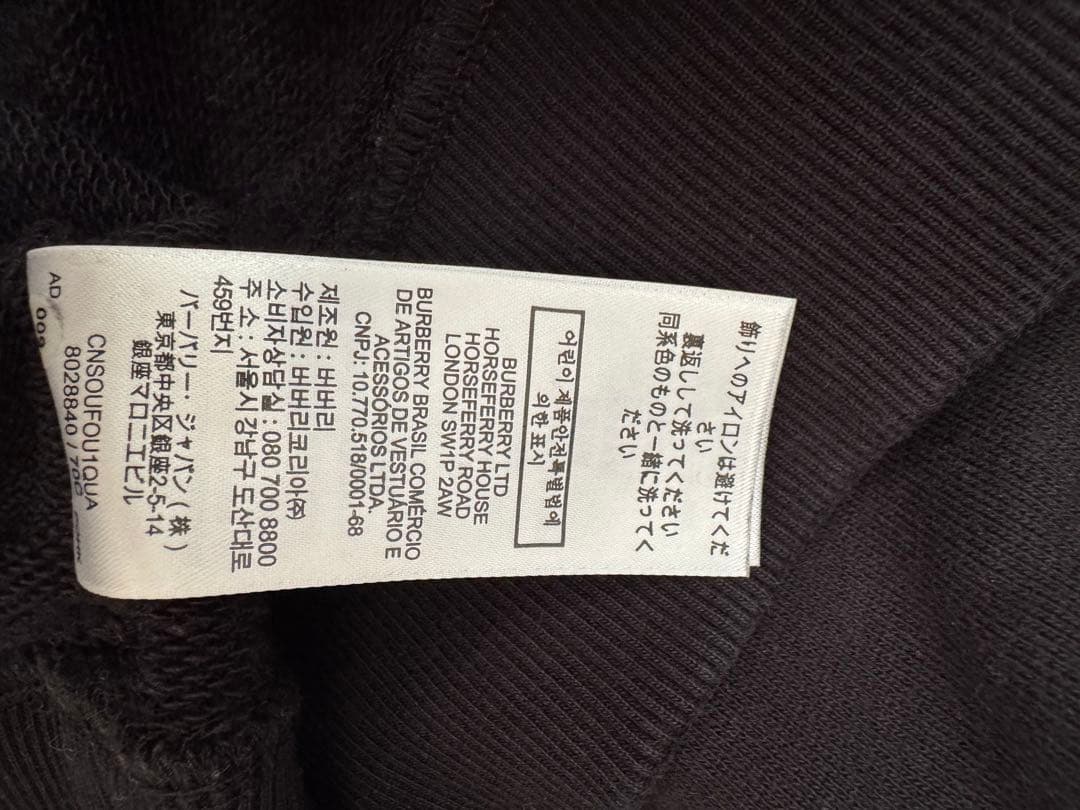 飾りへのアイロンは避けてくだ
さい
裏返しして洗ってください
同系色のものと一緒に洗ってく
ださい
어린이 제품안전특별법에
의한 표시
BURBERRY LTD
HORSEFERRY HOUSE
HORSEFERRY ROAD
LONDON SW1P 2AW
BURBERRY BRASIL COMÉRCIO
DE ARTIGOS DE VESTUÁRIO E
ACESSÓRIOS LTDA.
CNPJ: 10.770.518/0001-68
제조원 : 버버리
수입원 : 버버리코리아㈜
소비자상담실 : 080 700 8800
주 소 : 서울시 강남구 도산대로
459번지
バーバリー・ジャパン(株)
東京都中央区銀座2-5-14
銀座マロニエビル
CNSOUFOU1QUA
8028840 / 70C
AD